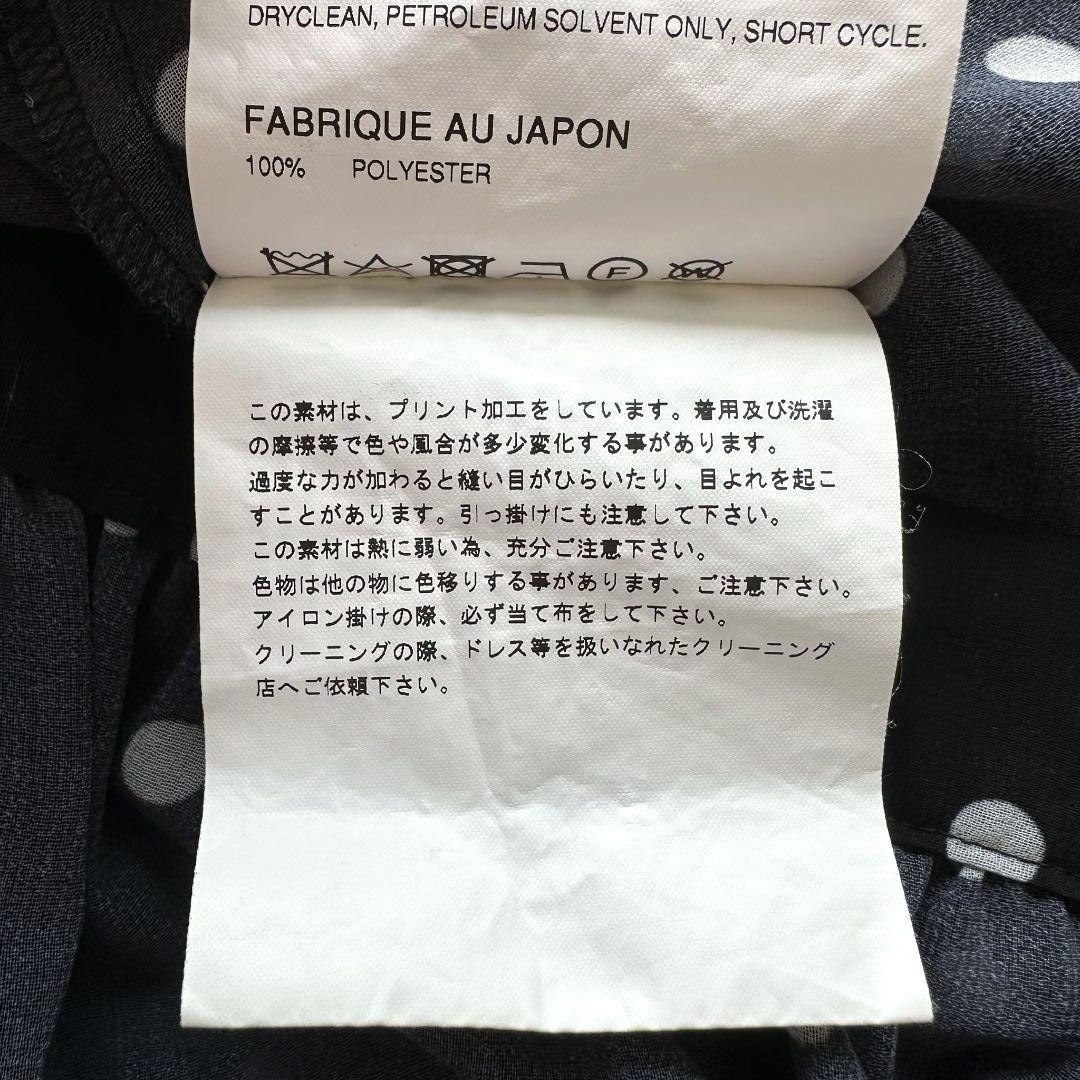 DRYCLEAN, PETROLEUM SOLVENT ONLY, SHORT CYCLE.
FABRIQUE AU JAPON
100% POLYESTER
F W
この素材は、プリント加工をしています。着用及び洗濯
の摩擦等で色や風合が多少変化する事があります。
過度な力が加わると縫い目がひらいたり、目よれを起こ
すことがあります。引っ掛けにも注意して下さい。
この素材は熱に弱い為、充分ご注意下さい。
色物は他の物に色移りする事があります、ご注意下さい。
アイロン掛けの際、必ず当て布をして下さい。
クリーニングの際、ドレス等を扱いなれたクリーニング
店へご依頼下さい。